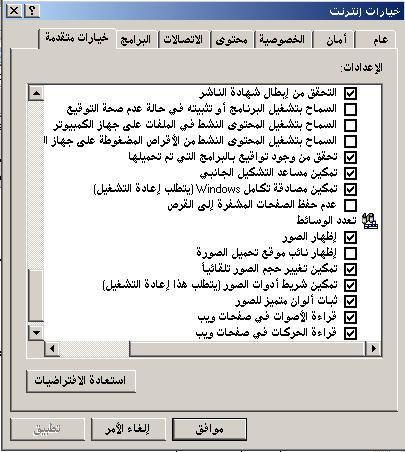 خيارات إنترنت
عام
أمان
الخصوصية
محتوى
الاتصالات
البرامج
خيارات متقدمة
الإعدادات:
التحقق من إبطال شهادة الناشر
السماح بتشغيل البرنامج أو تثبيته في حالة عدم صحة التوقيع
السماح بتشغيل المحتوى النشط في الملفات على جهاز الكمبيوتر
السماح بتشغيل المحتوى النشط من الأقراص المضغوطة على جهاز ال
تحقق من وجود تواقيع بالبرامج التي تم تحميلها
تمكين مساعد التشكيل الجانبي
تمكين مصادقة تكامل Windows (يتطلب إعادة التشغيل)
عدم حفظ الصفحات المشفرة إلى القرص
تعدد الوسائط
إظهار الصور
إظهار نائب موقع تحميل الصورة
تمكين تغيير حجم الصور تلقائياً
تمكين شريط أدوات الصور (يتطلب هذا إعادة التشغيل)
ثبات ألوان متميز للصور
قراءة الأصوات في صفحات ويب
قراءة الحركات في صفحات ويب
استعادة الافتراضيات
موافق
إلغاء الأمر
تطبيق